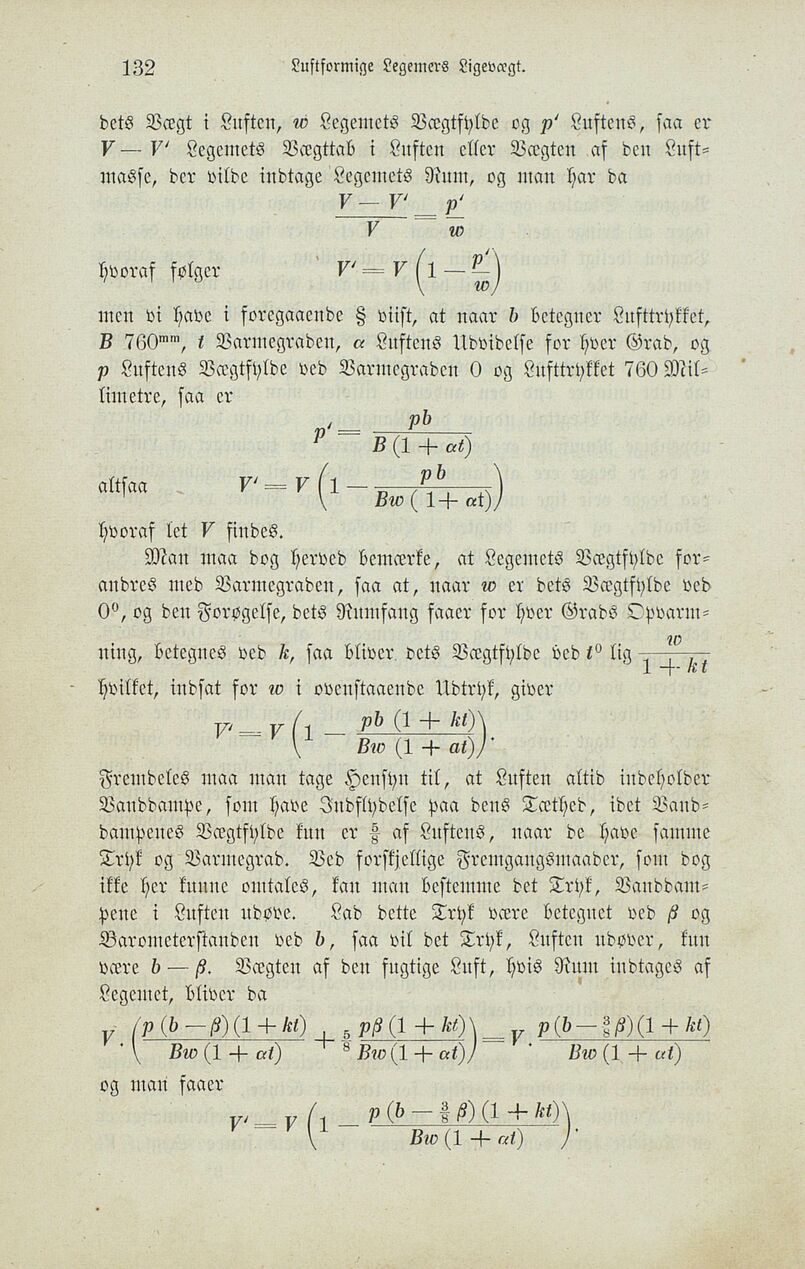 132 Luftformige Legemers Ligevægt.
dets Vægt i Luften, w Legemets Vægtfylde og p' Luftens, saa er
V — V' Legemets Vægttab i Luften eller Vægten af den Luft=
masse, der vilde indtage Legemets Rum, og man har da
(V — V')/V = p'/w
hvoraf følger V' = V (1 — p'/w)
men vi have i foregaaende § viist, at naar b betegner Lufttrykket,
B 760ᵐᵐ, t Varmegraden, α Luftens Udvidelse for hver Grad, og
p Luftens Vægtfylde ved Varmegraden 0 og Lufttrykket 760 Mil=
limetre, saa er
p' = pb/(B (1 + αt))
altsaa V' = V (1 — pb/(Bw (1 + αt)))
hvoraf let V findes.
Man maa dog herved bemærke, at Legemets Vægtfylde for=
andres med Varmegraden, saa at, naar w er dets Vægtfylde ved
0⁰, og den Forøgelse, dets Rumfang faaer for hver Grads Opvarm=
ning, betegnes ved k, saa bliver dets Vægtfylde ved t⁰ lig w/(1 + kt)
hvilket, indsat for w i ovenstaaende Udtryk, giver
V' = V (1 — pb (1 + kt)/(Bw (1 + at))).
Fremdeles maa man tage Hensyn til, at Luften altid indeholder
Vanddampe, som have Indflydelse paa dens Tæthed, idet Vand=
dampenes Vægtfylde kun er ⅝ af Luftens, naar de have samme
Tryk og Varmegrad. Ved forskjellige Fremgangsmaader, som dog
ikke her kunne omtales, kan man bestemme det Tryk, Vanddam=
pene i Luften udøve. Lad dette Tryk være betegnet ved β og
Barometerstanden ved b, saa vil det Tryk, Luften udøver, kun
være b — β. Vægten af den fugtige Luft, hvis Rum indtages af
Legemet, bliver da
V · (p (b — β)(1 + kt)/(Bw (1 + αt)) + ⅝ pβ (1 + kt)/(Bw (1 + αt))) = V · p (b — ⅜ β)(1 + kt)/(Bw (1 + αt))
og man faaer
V' = V (1 — p (b — ⅜ β) (1 + kt)/(Bw (1 + αt))).